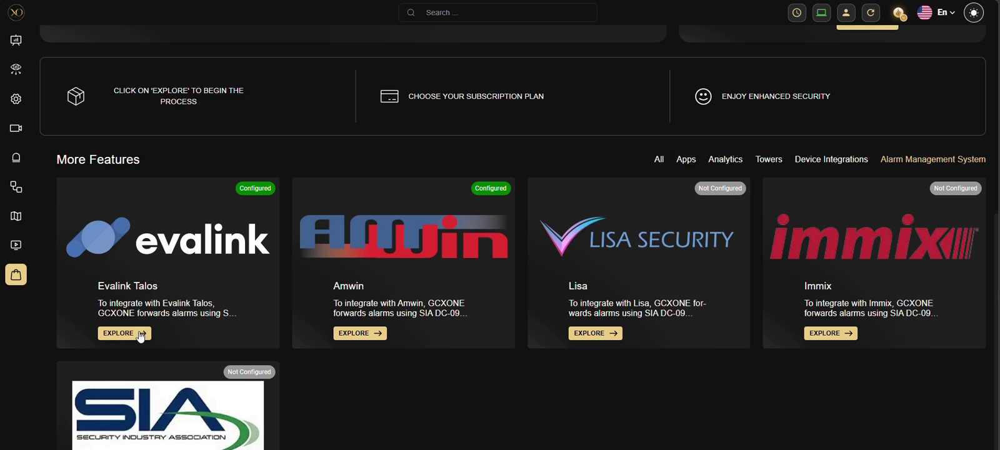 XO
Search ...
En
CLICK ON 'EXPLORE' TO BEGIN THE
PROCESS
CHOOSE YOUR SUBSCRIPTION PLAN
ENJOY ENHANCED SECURITY
More Features
All Apps Analytics Towers Device Integrations Alarm Management System
Configured
evalink
Evalink Talos
To integrate with Evalink Talos,
GCXONE forwards alarms using S...
EXPLORE
Configured
AMWin
Amwin
To integrate with Amwin, GCXONE
forwards alarms using SIA DC-09...
EXPLORE
Not Configured
LISA SECURITY
Lisa
To integrate with Lisa, GCXONE for-
wards alarms using SIA DC-09...
EXPLORE
Not Configured
immix
Immix
To integrate with Immix, GCXONE
forwards alarms using SIA DC-09...
EXPLORE
Not Configured
SIA
SECURITY INDUSTRY ASSOCIATION